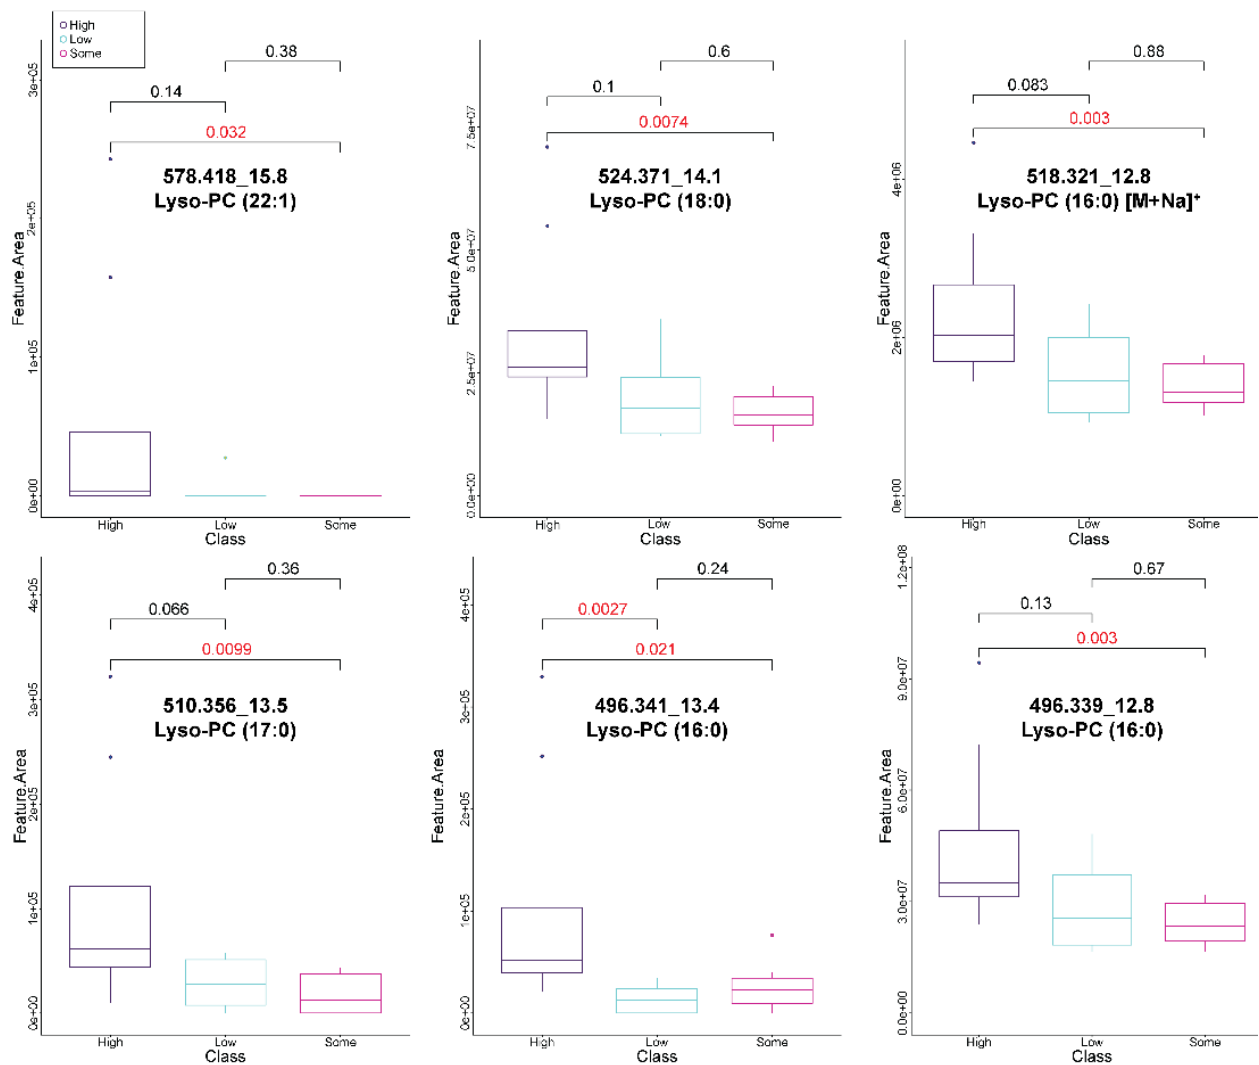 High
Low
Same
0.38
0.14
0.032
578.418_15.8
Lyso-PC (22:1)
Feature.Area
3e+05
2e+05
1e+05
0e+00
High
Low
Same
Class
0.6
0.1
0.0074
524.371_14.1
Lyso-PC (18:0)
Feature.Area
7.5e+07
5.0e+07
2.5e+07
0.0e+00
High
Low
Same
Class
0.88
0.083
0.003
518.321_12.8
Lyso-PC (16:0) [M+Na]⁺
Feature.Area
4e+06
2e+06
0e+00
High
Low
Same
Class
0.36
0.066
0.0099
510.356_13.5
Lyso-PC (17:0)
Feature.Area
4e+05
3e+05
2e+05
1e+05
0e+00
High
Low
Same
Class
0.24
0.0027
0.021
496.341_13.4
Lyso-PC (16:0)
Feature.Area
4e+05
3e+05
2e+05
1e+05
0e+00
High
Low
Same
Class
0.67
0.13
0.003
496.339_12.8
Lyso-PC (16:0)
Feature.Area
1.2e+08
9.0e+07
6.0e+07
3.0e+07
0.0e+00
High
Low
Same
Class